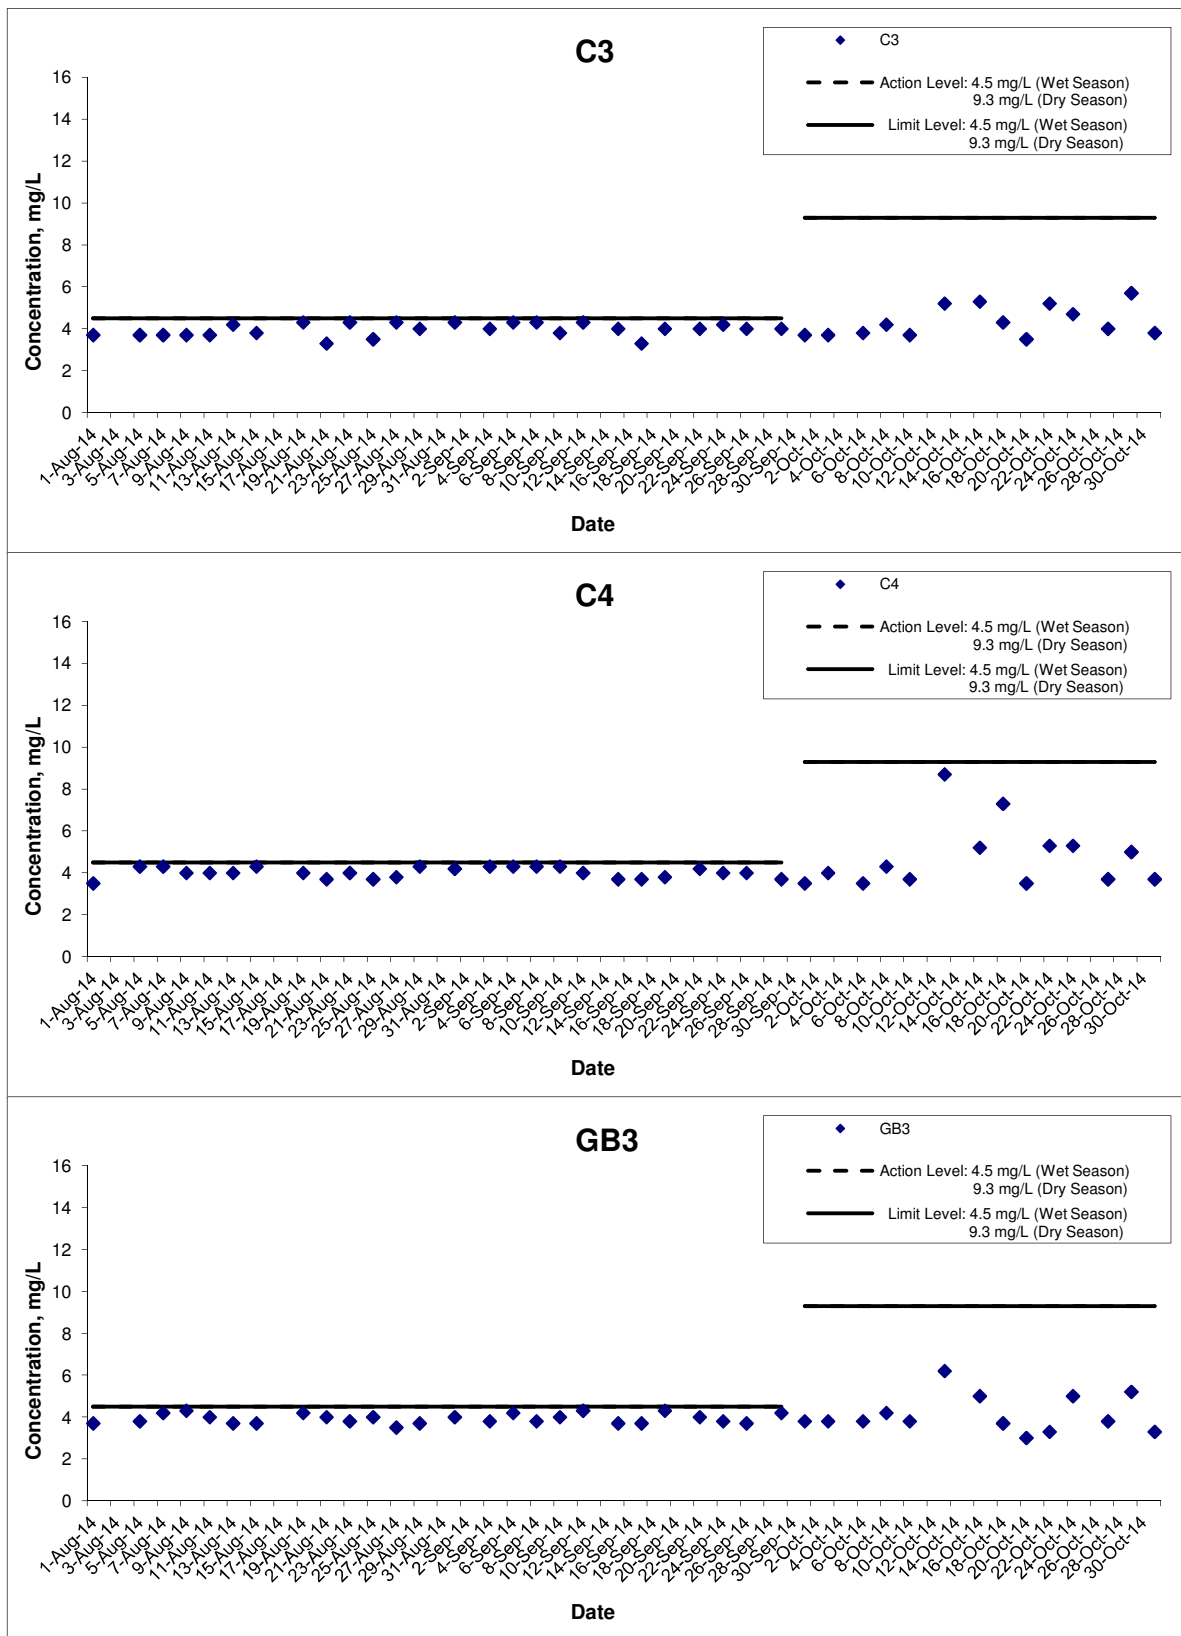 C3
C3
Action Level: 4.5 mg/L (Wet Season)
9.3 mg/L (Dry Season)
Limit Level: 4.5 mg/L (Wet Season)
9.3 mg/L (Dry Season)
Concentration, mg/L
16
14
12
10
8
6
4
2
0
1-Aug-14
3-Aug-14
5-Aug-14
7-Aug-14
9-Aug-14
11-Aug-14
13-Aug-14
15-Aug-14
17-Aug-14
19-Aug-14
21-Aug-14
23-Aug-14
25-Aug-14
27-Aug-14
29-Aug-14
31-Aug-14
2-Sep-14
4-Sep-14
6-Sep-14
8-Sep-14
10-Sep-14
12-Sep-14
14-Sep-14
16-Sep-14
18-Sep-14
20-Sep-14
22-Sep-14
24-Sep-14
26-Sep-14
28-Sep-14
30-Sep-14
2-Oct-14
4-Oct-14
6-Oct-14
8-Oct-14
10-Oct-14
12-Oct-14
14-Oct-14
16-Oct-14
18-Oct-14
20-Oct-14
22-Oct-14
24-Oct-14
26-Oct-14
28-Oct-14
30-Oct-14
Date
C4
C4
Action Level: 4.5 mg/L (Wet Season)
9.3 mg/L (Dry Season)
Limit Level: 4.5 mg/L (Wet Season)
9.3 mg/L (Dry Season)
Concentration, mg/L
16
14
12
10
8
6
4
2
0
1-Aug-14
3-Aug-14
5-Aug-14
7-Aug-14
9-Aug-14
11-Aug-14
13-Aug-14
15-Aug-14
17-Aug-14
19-Aug-14
21-Aug-14
23-Aug-14
25-Aug-14
27-Aug-14
29-Aug-14
31-Aug-14
2-Sep-14
4-Sep-14
6-Sep-14
8-Sep-14
10-Sep-14
12-Sep-14
14-Sep-14
16-Sep-14
18-Sep-14
20-Sep-14
22-Sep-14
24-Sep-14
26-Sep-14
28-Sep-14
30-Sep-14
2-Oct-14
4-Oct-14
6-Oct-14
8-Oct-14
10-Oct-14
12-Oct-14
14-Oct-14
16-Oct-14
18-Oct-14
20-Oct-14
22-Oct-14
24-Oct-14
26-Oct-14
28-Oct-14
30-Oct-14
Date
GB3
GB3
Action Level: 4.5 mg/L (Wet Season)
9.3 mg/L (Dry Season)
Limit Level: 4.5 mg/L (Wet Season)
9.3 mg/L (Dry Season)
Concentration, mg/L
16
14
12
10
8
6
4
2
0
1-Aug-14
3-Aug-14
5-Aug-14
7-Aug-14
9-Aug-14
11-Aug-14
13-Aug-14
15-Aug-14
17-Aug-14
19-Aug-14
21-Aug-14
23-Aug-14
25-Aug-14
27-Aug-14
29-Aug-14
31-Aug-14
2-Sep-14
4-Sep-14
6-Sep-14
8-Sep-14
10-Sep-14
12-Sep-14
14-Sep-14
16-Sep-14
18-Sep-14
20-Sep-14
22-Sep-14
24-Sep-14
26-Sep-14
28-Sep-14
30-Sep-14
2-Oct-14
4-Oct-14
6-Oct-14
8-Oct-14
10-Oct-14
12-Oct-14
14-Oct-14
16-Oct-14
18-Oct-14
20-Oct-14
22-Oct-14
24-Oct-14
26-Oct-14
28-Oct-14
30-Oct-14
Date